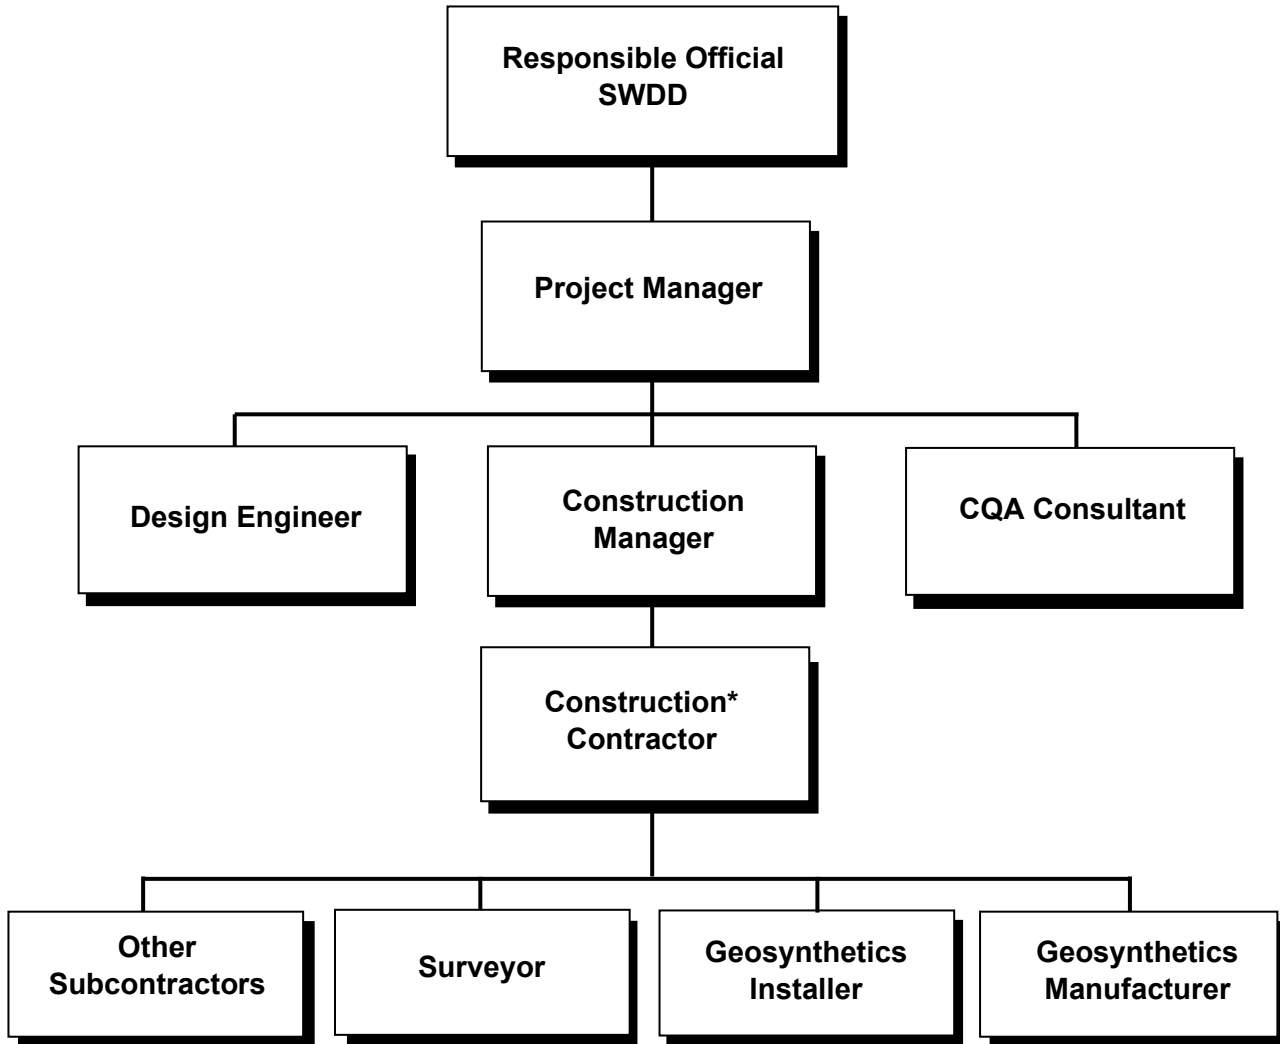 Responsible Official
SWDD
Project Manager
Design Engineer
Construction
Manager
CQA Consultant
Construction*
Contractor
Other
Subcontractors
Surveyor
Geosynthetics
Installer
Geosynthetics
Manufacturer